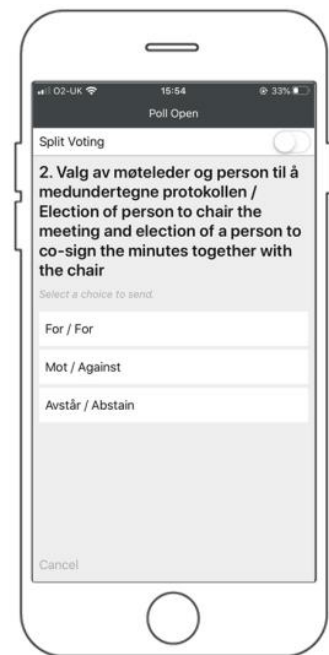 O2-UK 15:54 33%
Poll Open
Split Voting
2. Valg av møteleder og person til å
medundertegne protokollen /
Election of person to chair the
meeting and election of a person to
co-sign the minutes together with
the chair
Select a choice to send.
For / For
Mot / Against
Avstår / Abstain
Cancel